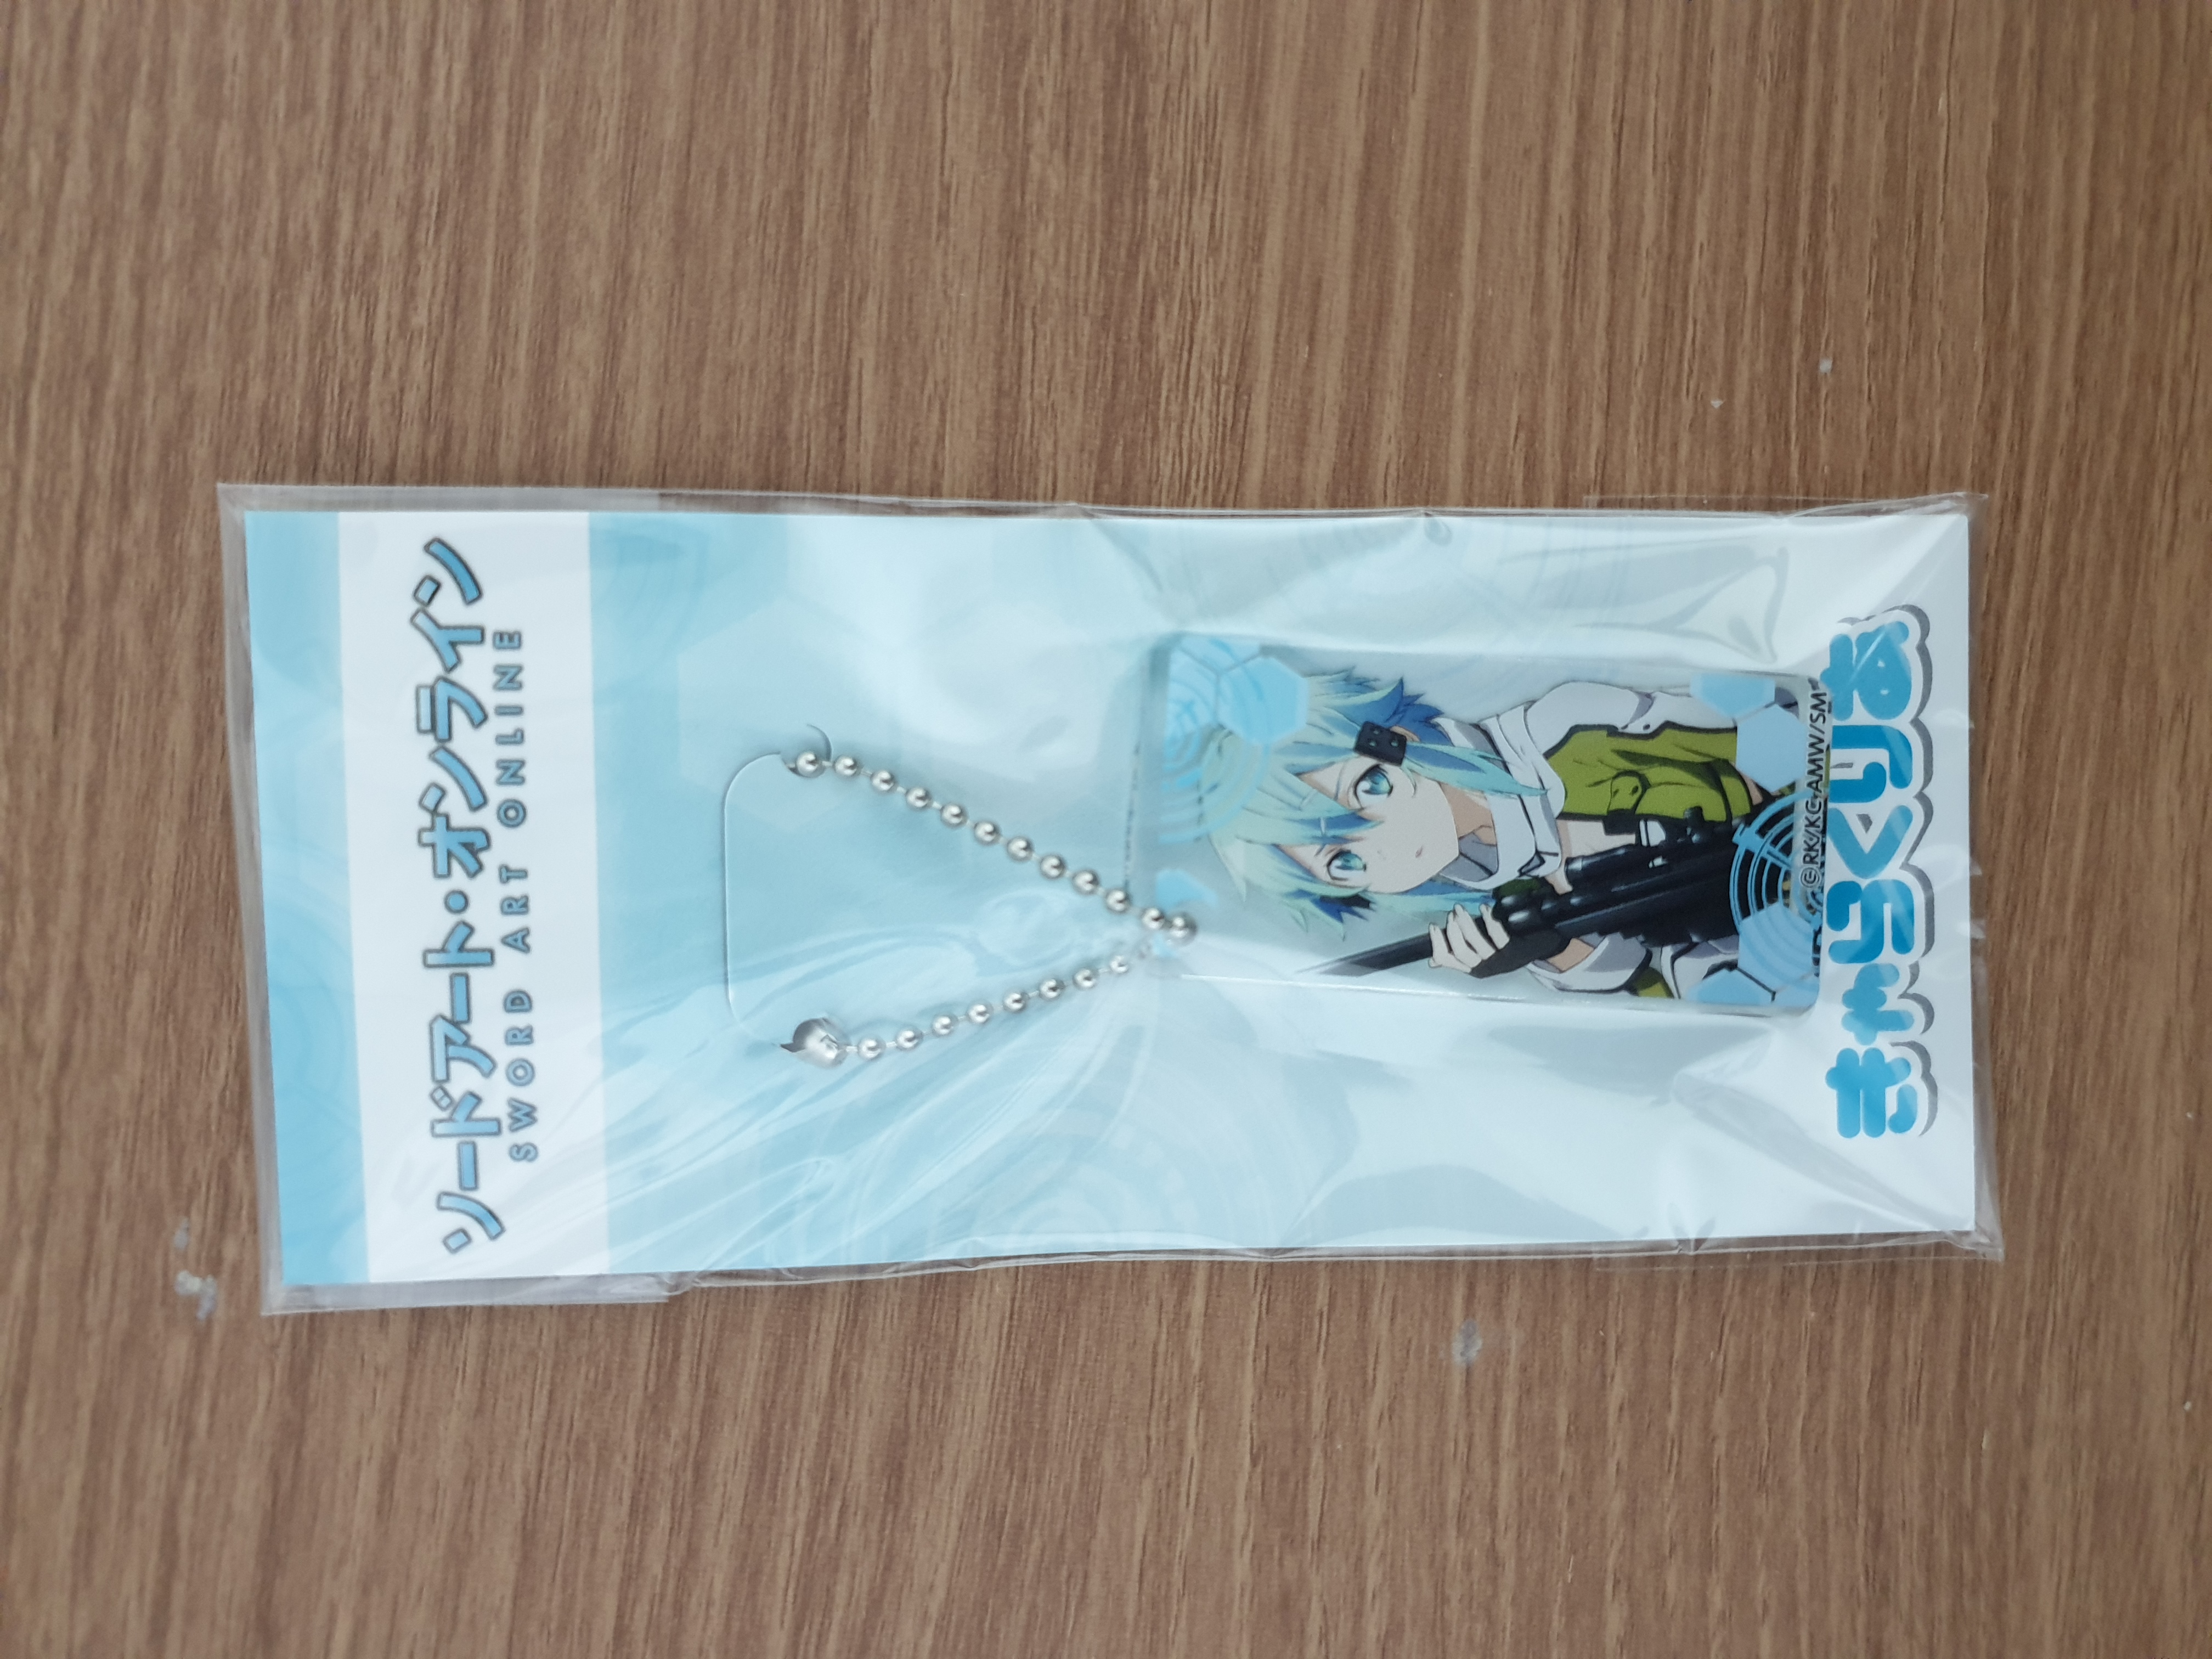 ソードアート・オンライン
SWORD ART ONLINE
©RK/KC-AMW/SM
きゃらくりあ